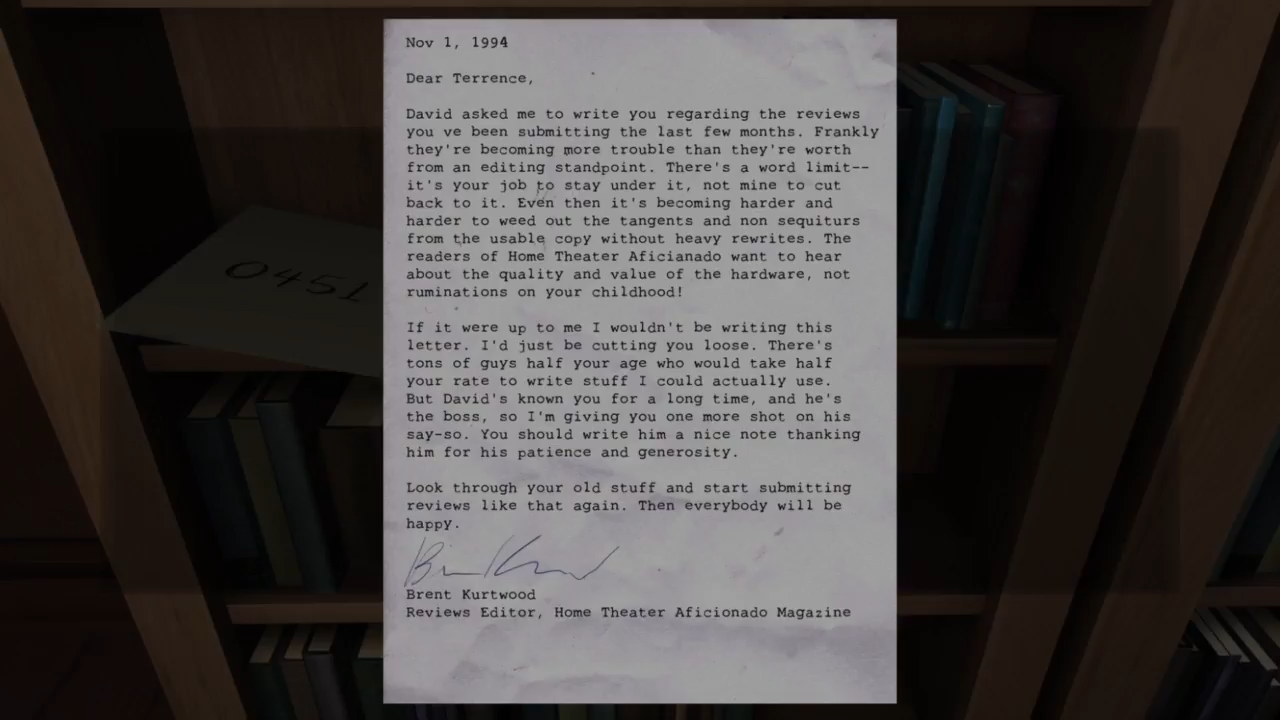 Nov 1, 1994
Dear Terrence,
David asked me to write you regarding the reviews
you ve been submitting the last few months. Frankly
they're becoming more trouble than they're worth
from an editing standpoint. There's a word limit--
it's your job to stay under it, not mine to cut
back to it. Even then it's becoming harder and
harder to weed out the tangents and non sequiturs
from the usable copy without heavy rewrites. The
readers of Home Theater Aficianado want to hear
about the quality and value of the hardware, not
ruminations on your childhood!
If it were up to me I wouldn't be writing this
letter. I'd just be cutting you loose. There's
tons of guys half your age who would take half
your rate to write stuff I could actually use.
But David's known you for a long time, and he's
the boss, so I'm giving you one more shot on his
say-so. You should write him a nice note thanking
him for his patience and generosity.
Look through your old stuff and start submitting
reviews like that again. Then everybody will be
happy.
Brent Kurtwood
Reviews Editor, Home Theater Aficionado Magazine
0451